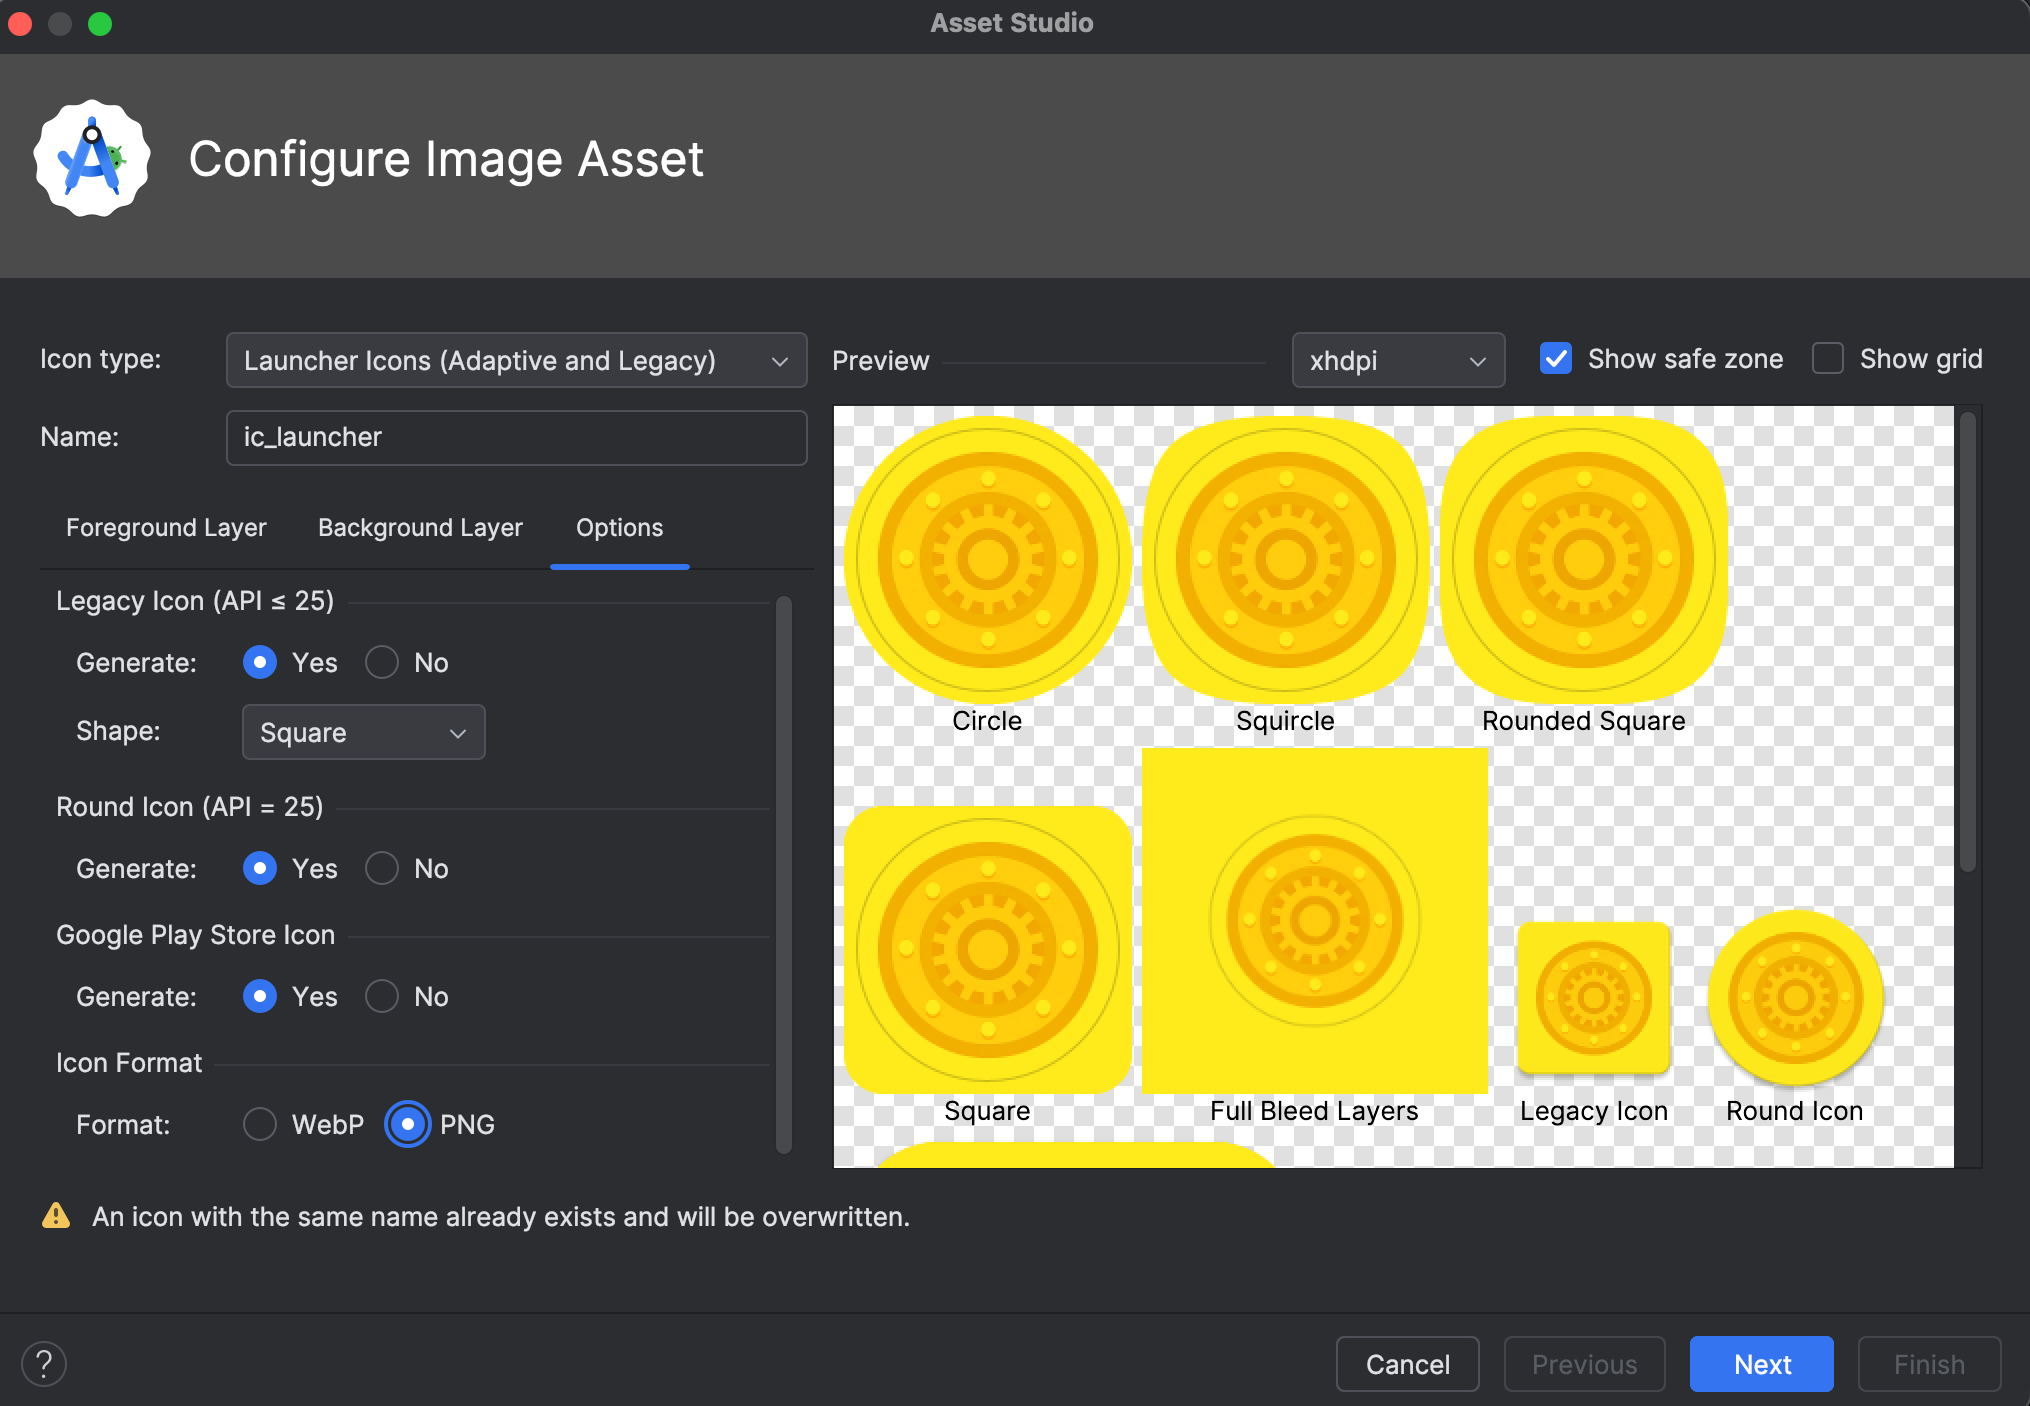 Asset Studio
Configure Image Asset
Icon type:
Launcher Icons (Adaptive and Legacy)
Name:
ic_launcher
Foreground Layer
Background Layer
Options
Legacy Icon (API ≤ 25)
Generate:
Yes
No
Shape:
Square
Round Icon (API = 25)
Generate:
Yes
No
Google Play Store Icon
Generate:
Yes
No
Icon Format
Format:
WebP
PNG
Preview
xhdpi
Show safe zone
Show grid
Circle
Squircle
Rounded Square
Square
Full Bleed Layers
Legacy Icon
Round Icon
An icon with the same name already exists and will be overwritten.
?
Cancel
Previous
Next
Finish